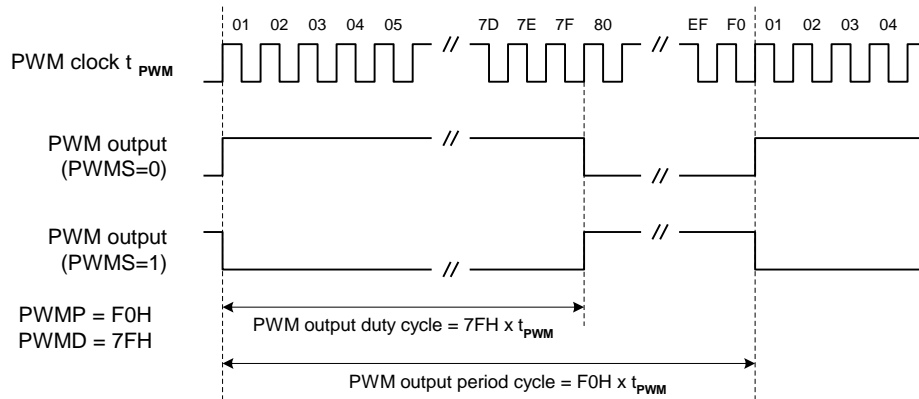 01 02 03 04 05 // 7D 7E 7F 80 // EF F0 01 02 03 04
PWM clock t PWM
PWM output
(PWMS=0)
//
//
PWM output
(PWMS=1)
//
//
PWMP = F0H
PWMD = 7FH
PWM output duty cycle = 7FH x tPWM
PWM output period cycle = F0H x tPWM